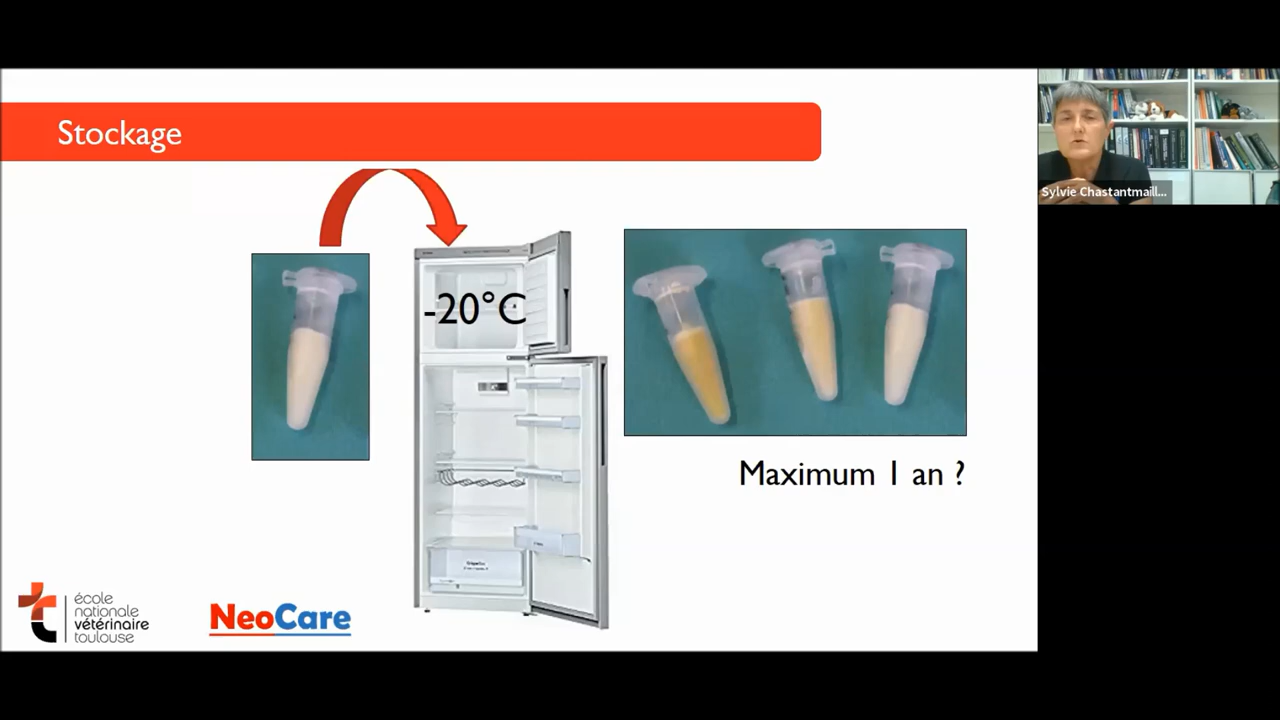 Stockage
Sylvie Chastantmaill...
-20°C
Maximum 1 an ?
école
nationale
vétérinaire
toulouse
NeoCare